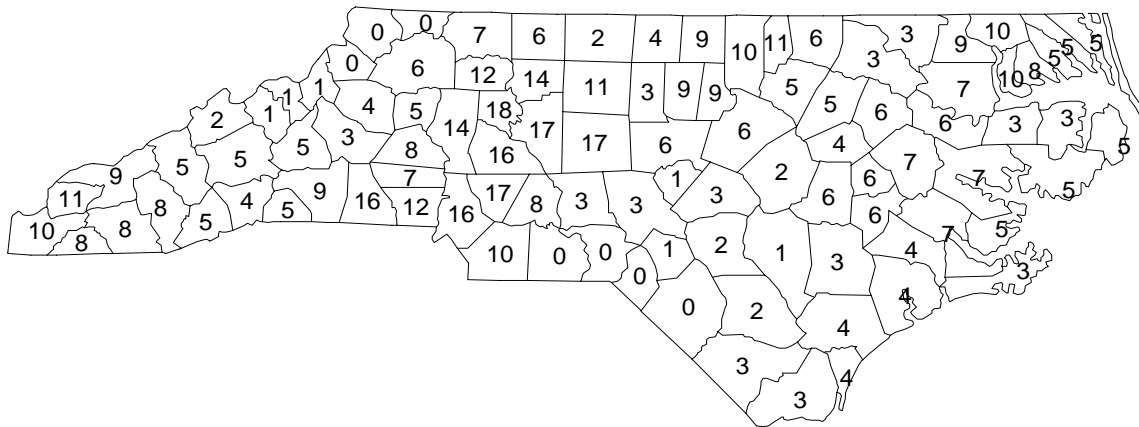 0 0 7 6 2 4 9 10 11 6 3 3 9 10 5 5 5
0 6 12 14 11 3 9 9 5 7 10 8
1 1 1 4 5 14 18 17 17 6 6 5 6 4 6 3 3 5
2 5 5 5 3 8 16 2 7
9 11 8 5 4 5 9 16 7 12 16 17 8 3 3 1 3 6 6 6 7 5
10 8 8 10 0 0 0 1 2 1 3 4 7 5 3
0 2 4 4
3 3 4